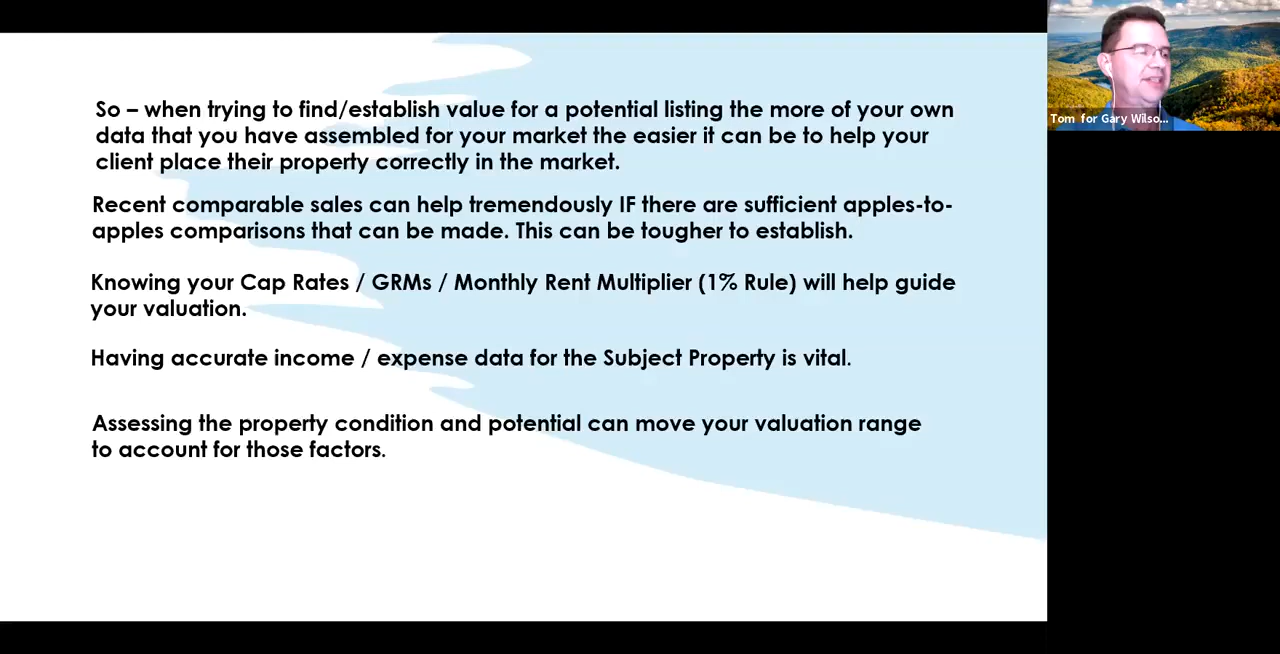 So – when trying to find/establish value for a potential listing the more of your own
data that you have assembled for your market the easier it can be to help your
client place their property correctly in the market.
Recent comparable sales can help tremendously IF there are sufficient apples-to-
apples comparisons that can be made. This can be tougher to establish.
Knowing your Cap Rates / GRMs / Monthly Rent Multiplier (1% Rule) will help guide
your valuation.
Having accurate income / expense data for the Subject Property is vital.
Assessing the property condition and potential can move your valuation range
to account for those factors.
Tom for Gary Wilso...